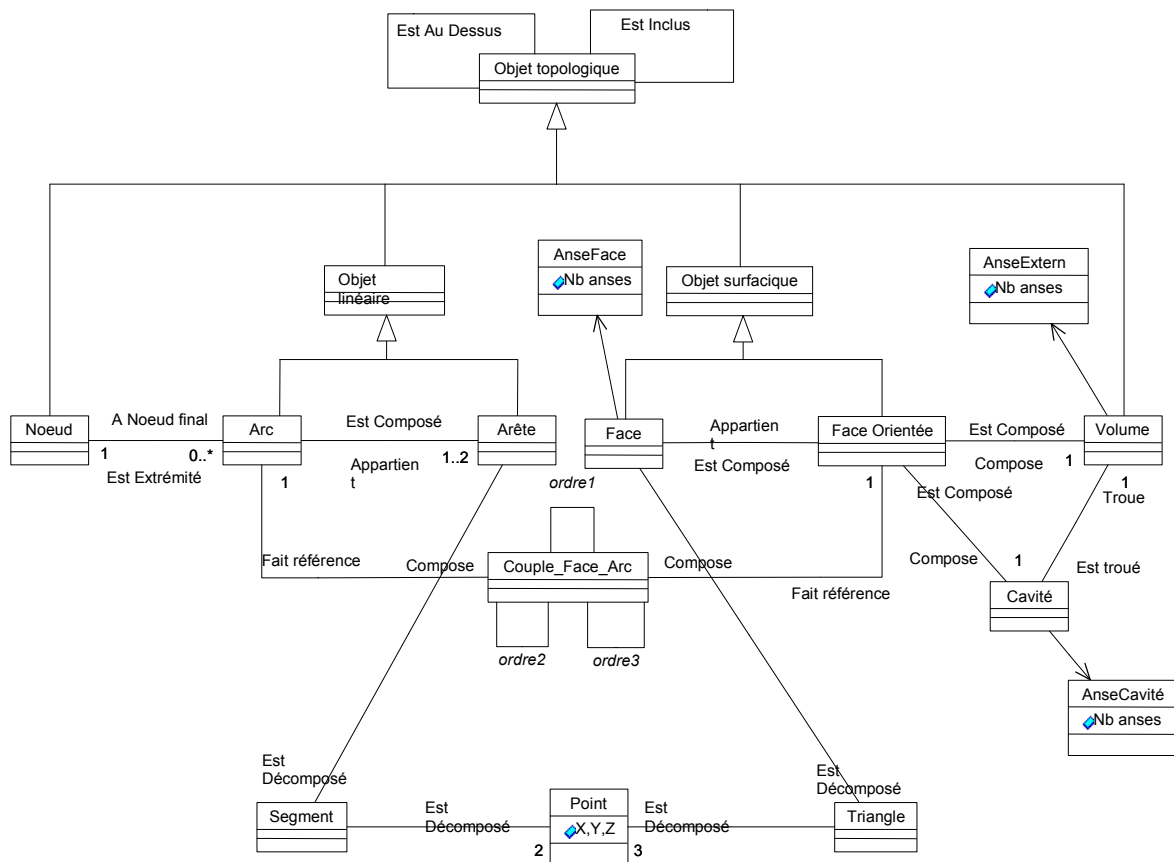 Est Au Dessus
Est Inclus
Objet topologique
AnseFace
Nb anses
Objet
linéaire
Objet surfacique
AnseExtern
Nb anses
Noeud
A Noeud final
1
0..*
Est Extrémité
Arc
1
Est Composé
Appartien
t
1..2
Arête
Face
Appartien
t
Est Composé
Face Orientée
1
Est Composé
Compose
1
Volume
1
Troue
Est Composé
ordre1
Fait référence
Compose
Couple_Face_Arc
Compose
Fait référence
Compose
1
Est troué
Cavité
ordre2
ordre3
AnseCavité
Nb anses
Est
Décomposé
Est
Décomposé
Segment
Est
Décomposé
Point
X,Y,Z
2
3
Est
Décomposé
Triangle